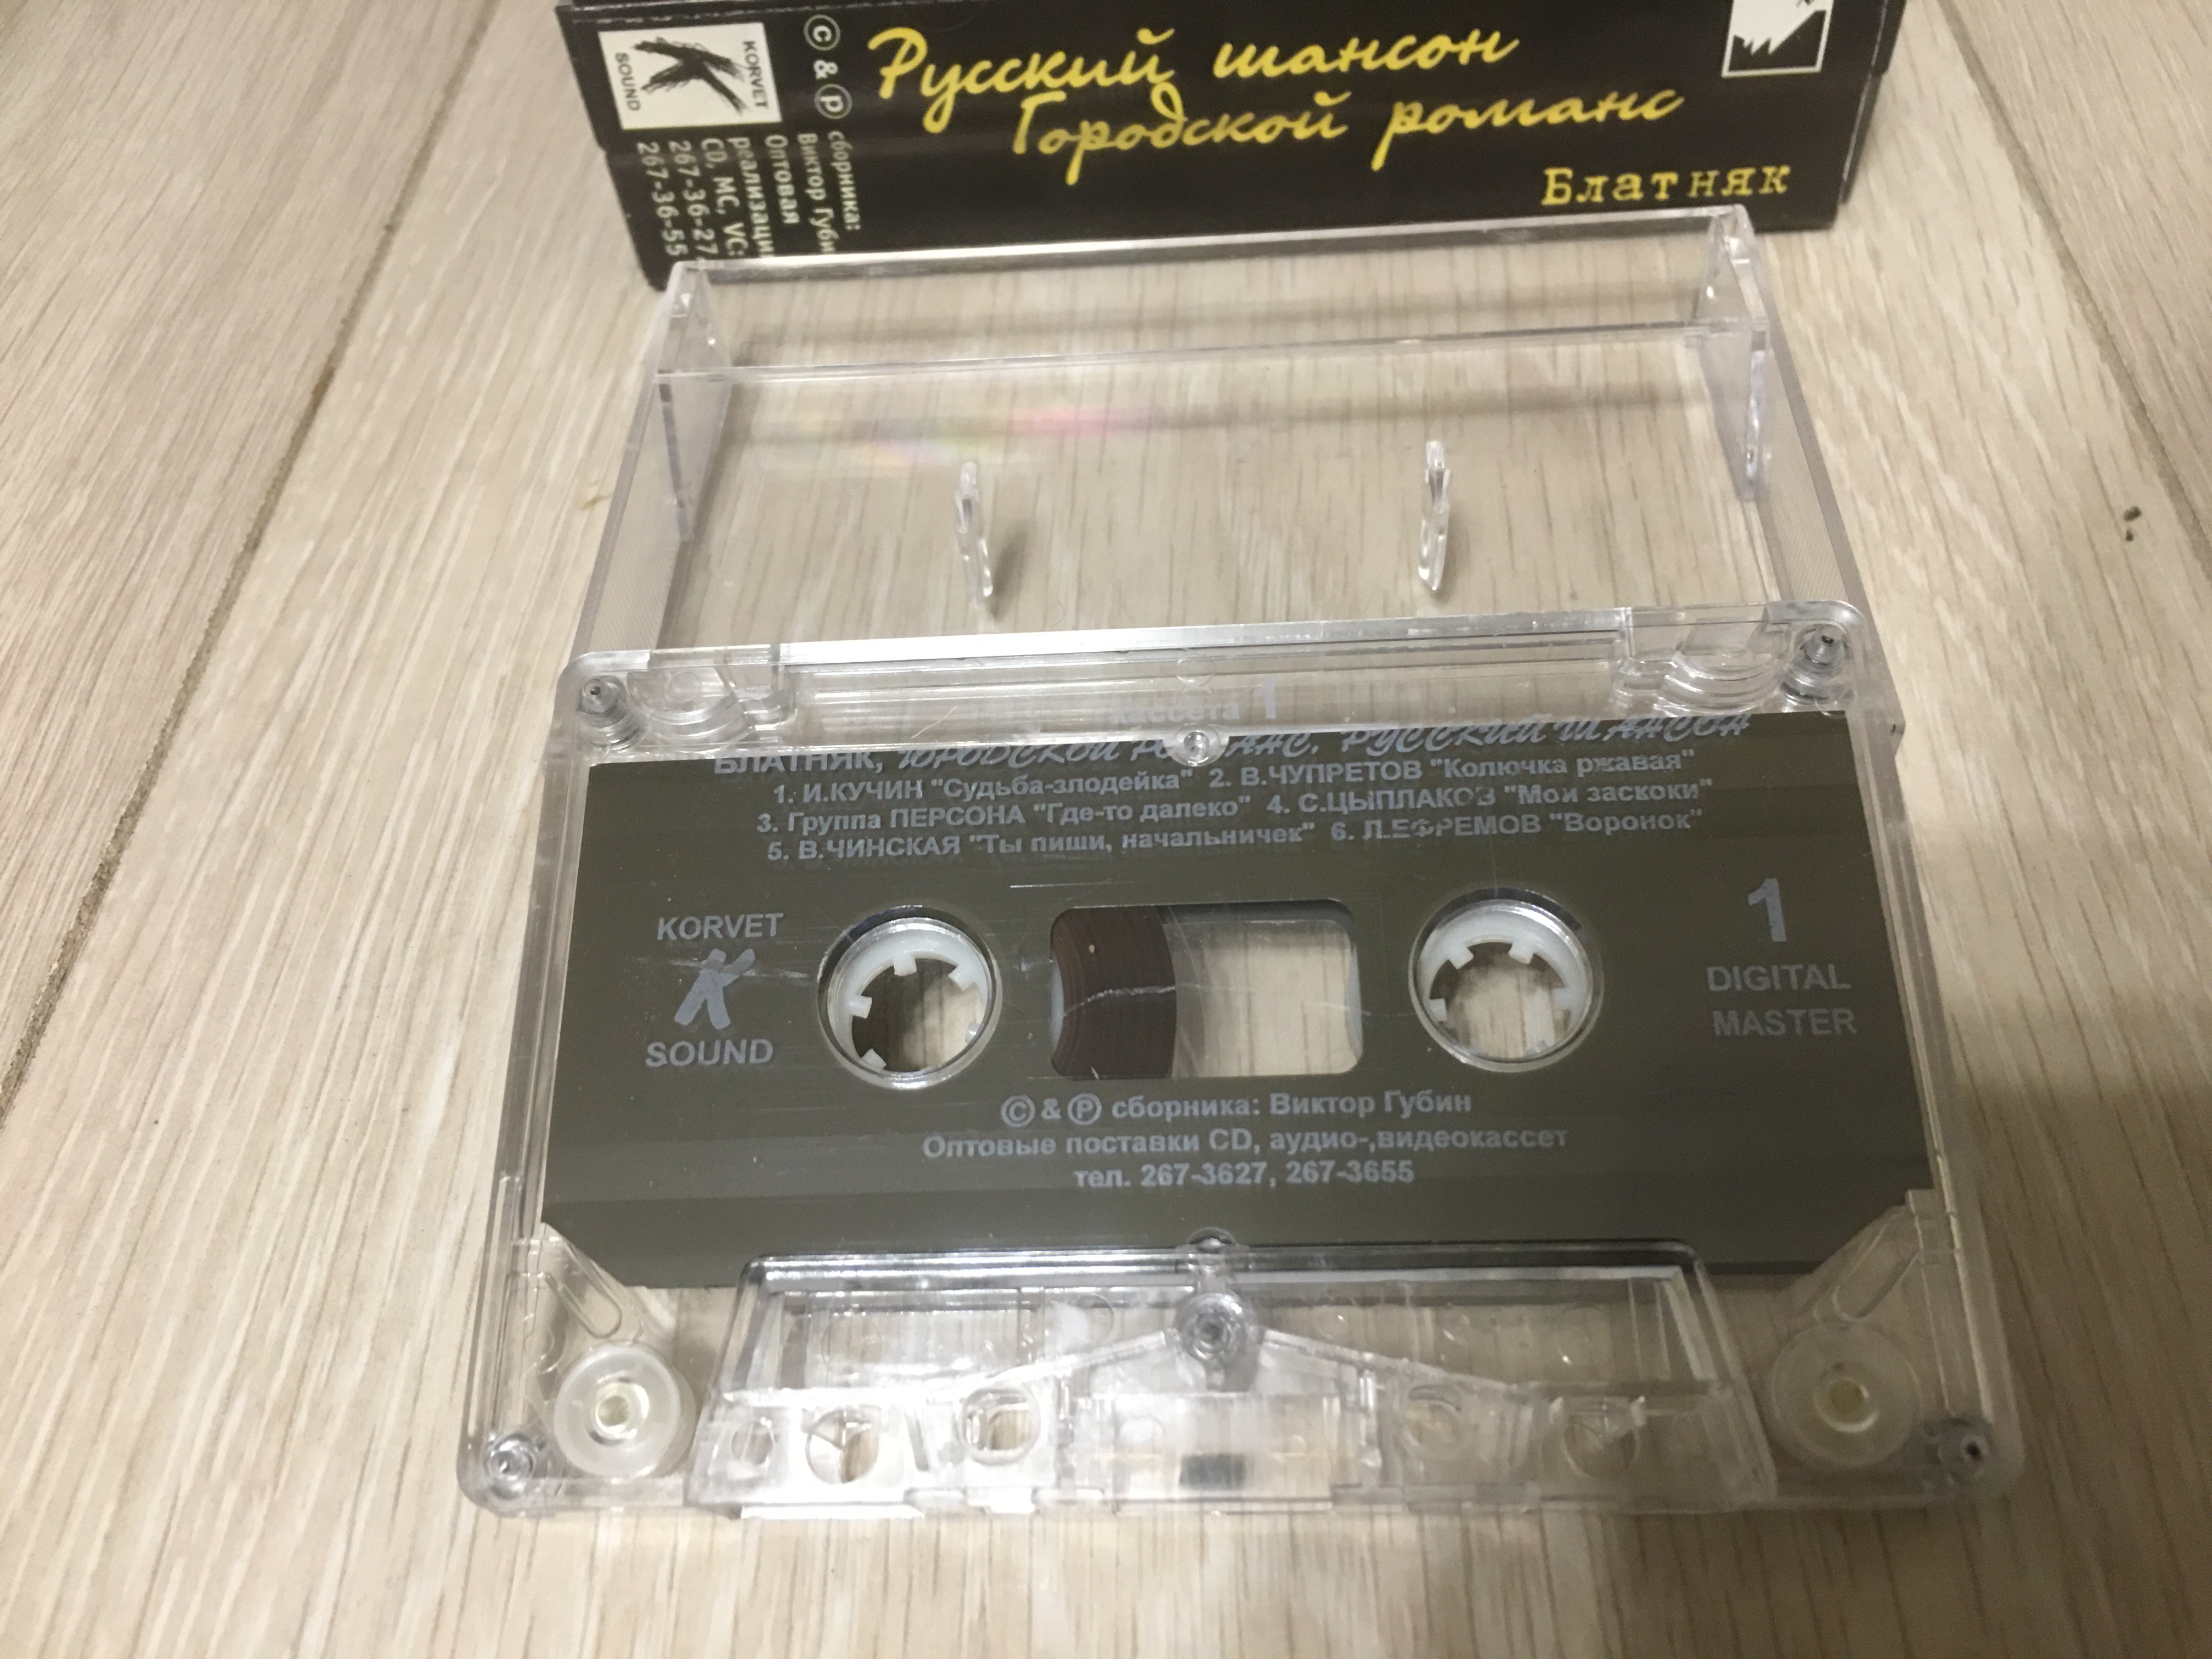 KORVET
SOUND
© & ℗ сборника:
Виктор Губи
Оптовая
реализаци
CD, MC, VC:
267-36-27
267-36-55
Русский шансон
Городской романс
Блатняк
кассета 1
БЛАТНЯК, ГОРОДСКОЙ РОМАНС, РУССКИЙ ШАНСОН
1. И.КУЧИН "Судьба-злодейка" 2. В.ЧУПРЕТОВ "Колючка ржавая"
3. Группа ПЕРСОНА "Где-то далеко" 4. С.ЦЫПЛАКОВ "Мои заскоки"
5. В.ЧИНСКАЯ "Ты пиши, начальничек" 6. Л.ЕФРЕМОВ "Воронок"
KORVET
K
SOUND
1
DIGITAL
MASTER
© & ℗ сборника: Виктор Губин
Оптовые поставки CD, аудио-,видеокассет
тел. 267-3627, 267-3655